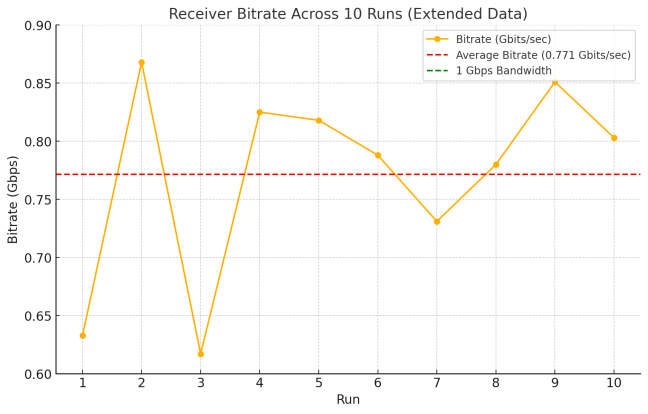 Receiver Bitrate Across 10 Runs (Extended Data)
Bitrate (Gbits/sec)
Average Bitrate (0.771 Gbits/sec)
1 Gbps Bandwidth
Bitrate (Gbps)
0.90
0.85
0.80
0.75
0.70
0.65
0.60
1 2 3 4 5 6 7 8 9 10
Run